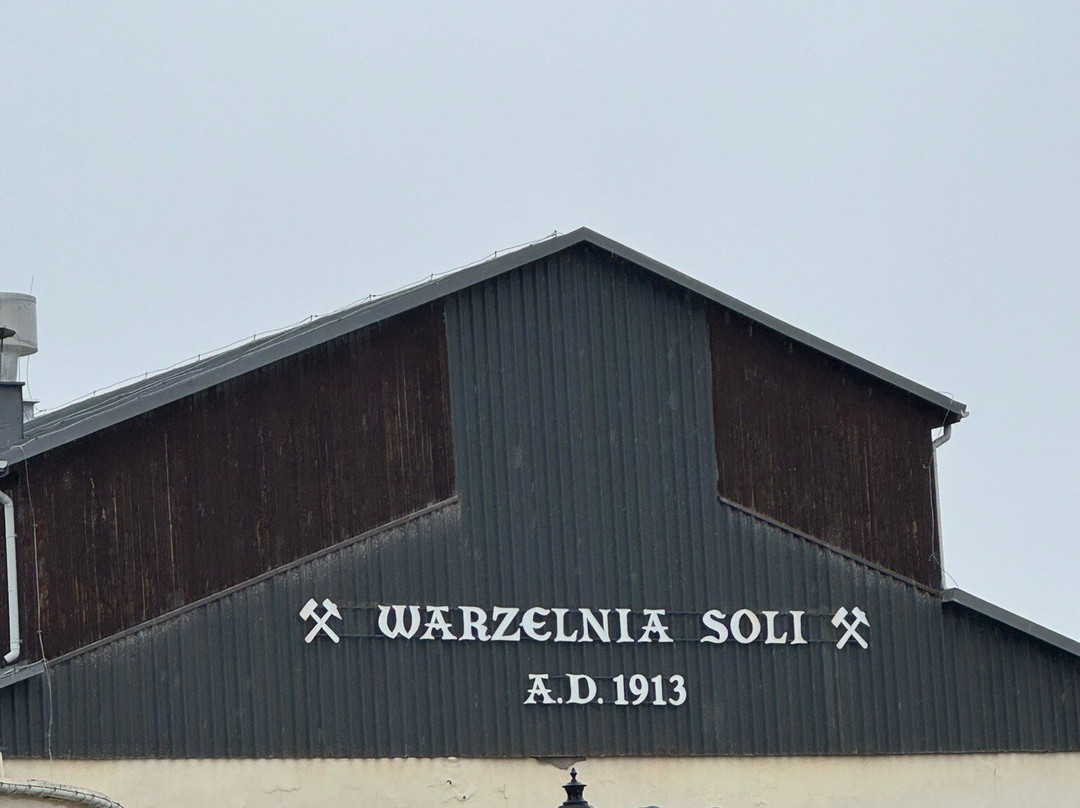 WARZELNIA SOLI
A.D. 1913